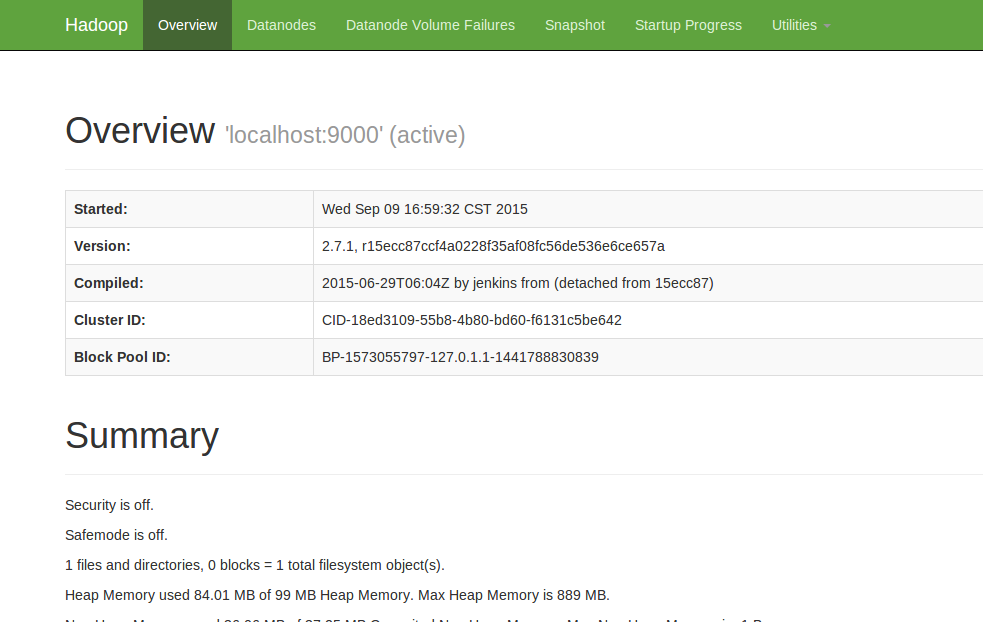 Hadoop Overview Datanodes Datanode Volume Failures Snapshot Startup Progress Utilities
Overview 'localhost:9000' (active)
Started: Wed Sep 09 16:59:32 CST 2015
Version: 2.7.1, r15ecc87ccf4a0228f35af08fc56de536e6ce657a
Compiled: 2015-06-29T06:04Z by jenkins from (detached from 15ecc87)
Cluster ID: CID-18ed3109-55b8-4b80-bd60-f6131c5be642
Block Pool ID: BP-1573055797-127.0.1.1-1441788830839
Summary
Security is off.
Safemode is off.
1 files and directories, 0 blocks = 1 total filesystem object(s).
Heap Memory used 84.01 MB of 99 MB Heap Memory. Max Heap Memory is 889 MB.